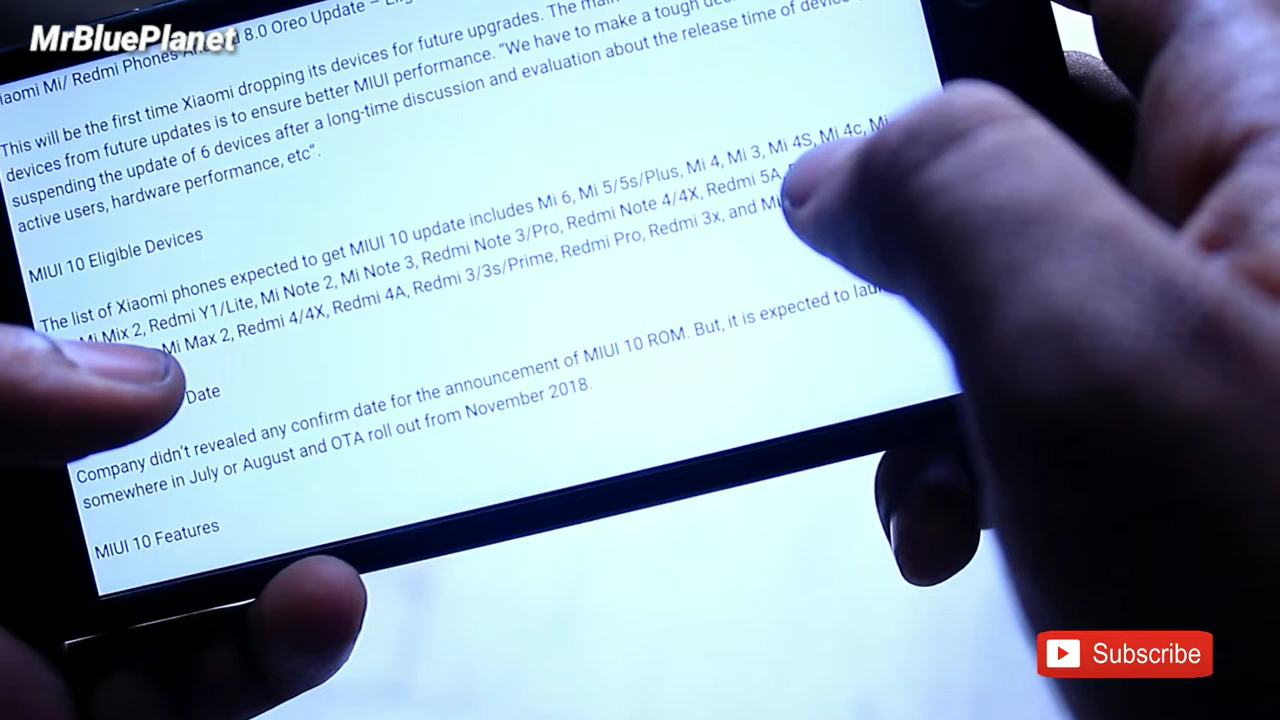 MrBluePlanet
Xiaomi Mi/ Redmi Phones 8.0 Oreo Update –
This will be the first time Xiaomi dropping its devices for future upgrades. The main
devices from future updates is to ensure better MIUI performance. “We have to make a tough
suspending the update of 6 devices after a long-time discussion and evaluation about the release time of
active users, hardware performance, etc”.
MIUI 10 Eligible Devices
The list of Xiaomi phones expected to get MIUI 10 update includes Mi 6, Mi 5/5s/Plus, Mi 4, Mi 3, Mi 4S, Mi 4c, Mi
Mi Mix 2, Redmi Y1/Lite, Mi Note 2, Mi Note 3, Redmi Note 3/Pro, Redmi Note 4/4X, Redmi 5A,
Mi Max 2, Redmi 4/4X, Redmi 4A, Redmi 3/3s/Prime, Redmi Pro, Redmi 3x, and Mi
Date
Company didn’t revealed any confirm date for the announcement of MIUI 10 ROM. But, it is expected to
somewhere in July or August and OTA roll out from November 2018.
MIUI 10 Features
Subscribe